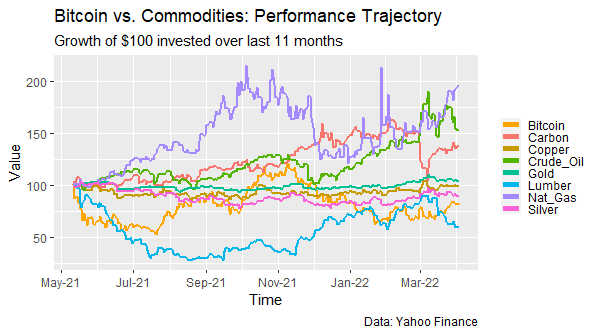 Bitcoin vs. Commodities: Performance Trajectory
Growth of $100 invested over last 11 months
200
150
100
50
Value
May-21
Jul-21
Sep-21
Nov-21
Jan-22
Mar-22
Time
Bitcoin
Carbon
Copper
Crude_Oil
Gold
Lumber
Nat_Gas
Silver
Data: Yahoo Finance